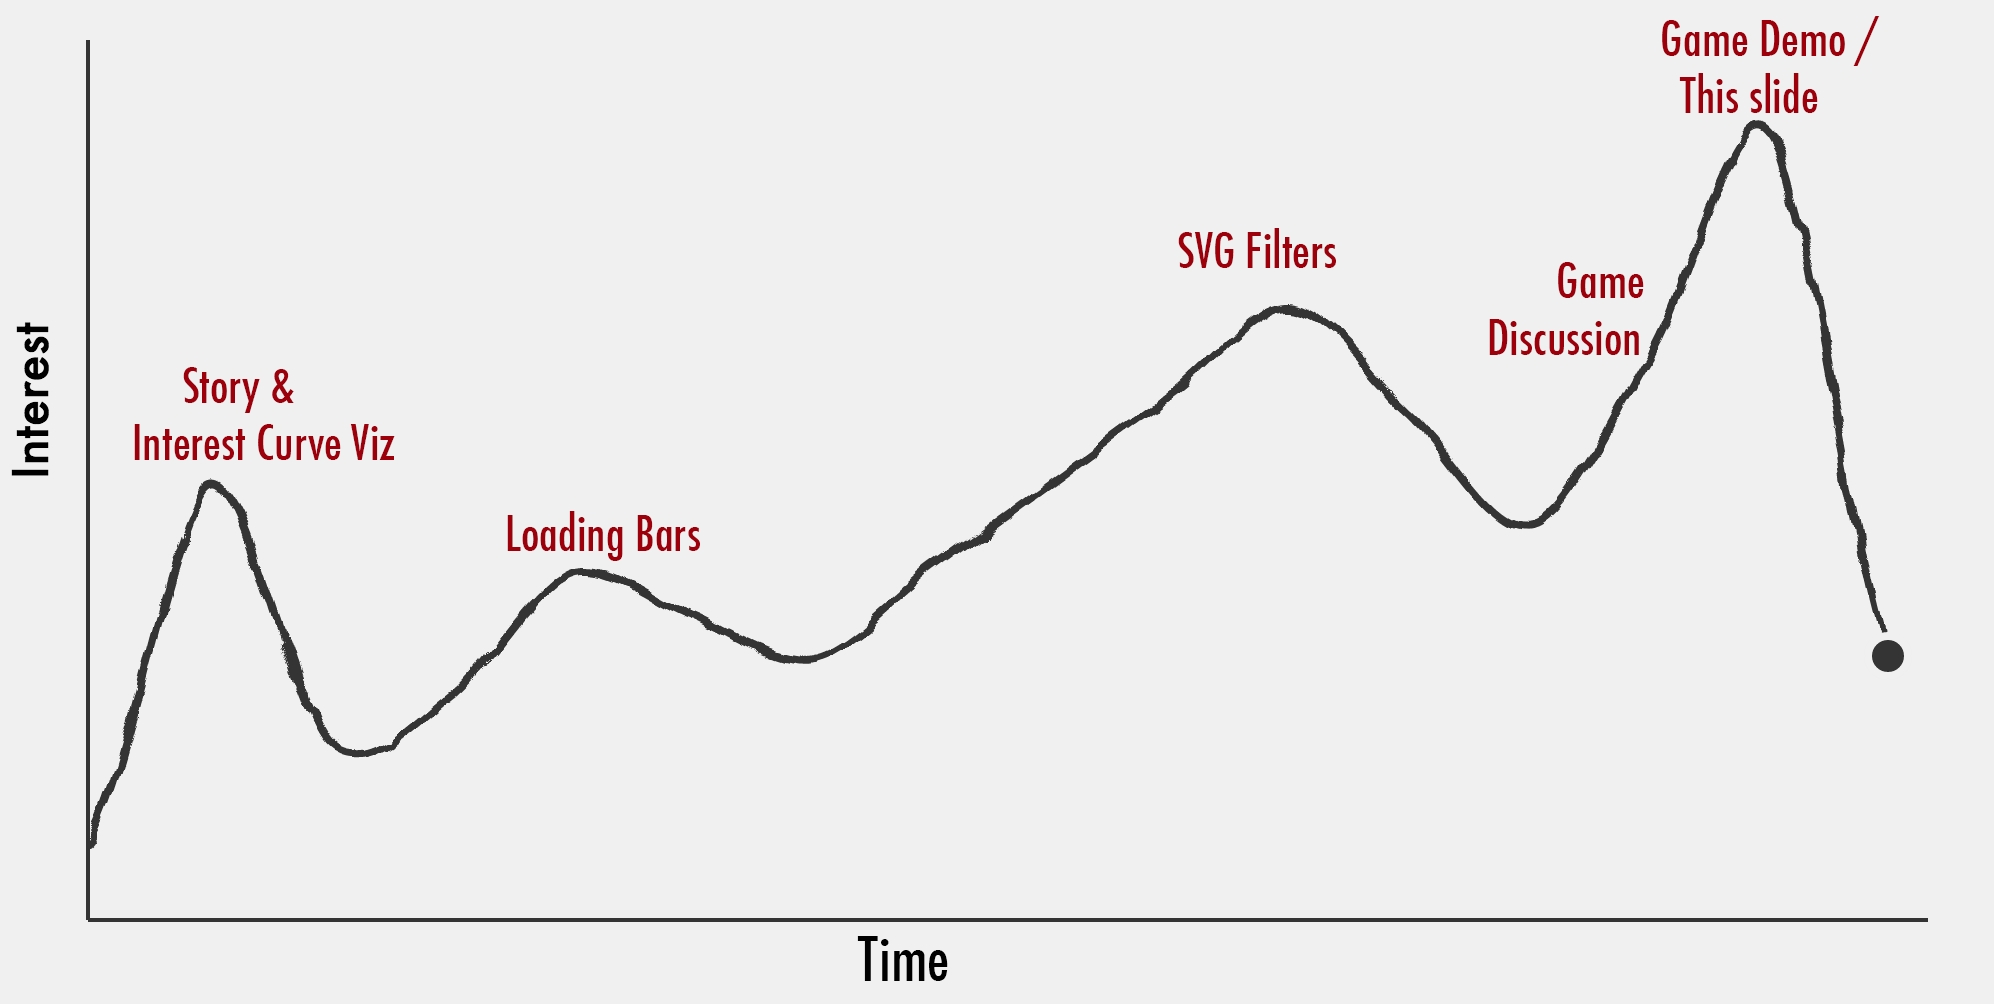 Game Demo /
This slide
SVG Filters
Game
Discussion
Story &
Interest Curve Viz
Loading Bars
Interest
Time